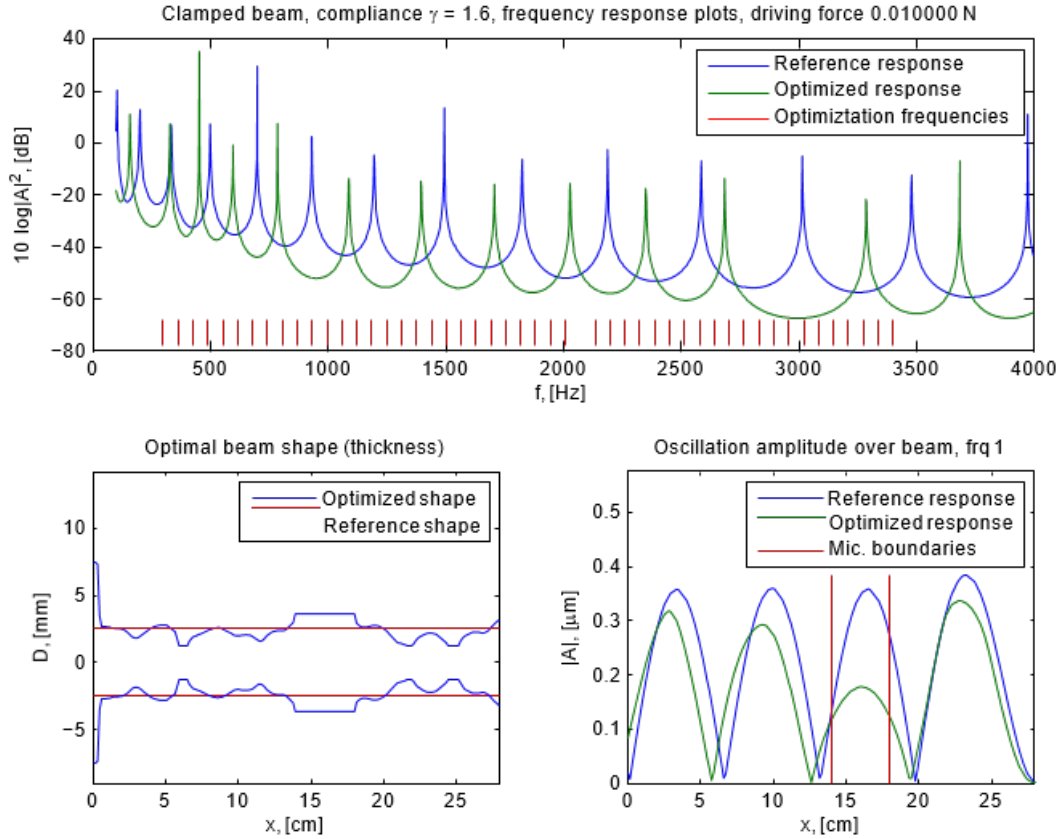 Clamped beam, compliance γ = 1.6, frequency response plots, driving force 0.010000 N
40
20
0
−20
−40
−60
−80
10 log|A|², [dB]
Reference response
Optimized response
Optimiztation frequencies
0 500 1000 1500 2000 2500 3000 3500 4000
f, [Hz]
Optimal beam shape (thickness)
10
5
0
−5
D, [mm]
Optimized shape
Reference shape
0 5 10 15 20 25
x, [cm]
Oscillation amplitude over beam, frq 1
0.5
0.4
0.3
0.2
0.1
0
|A|, [μm]
Reference response
Optimized response
Mic. boundaries
0 5 10 15 20 25
x, [cm]